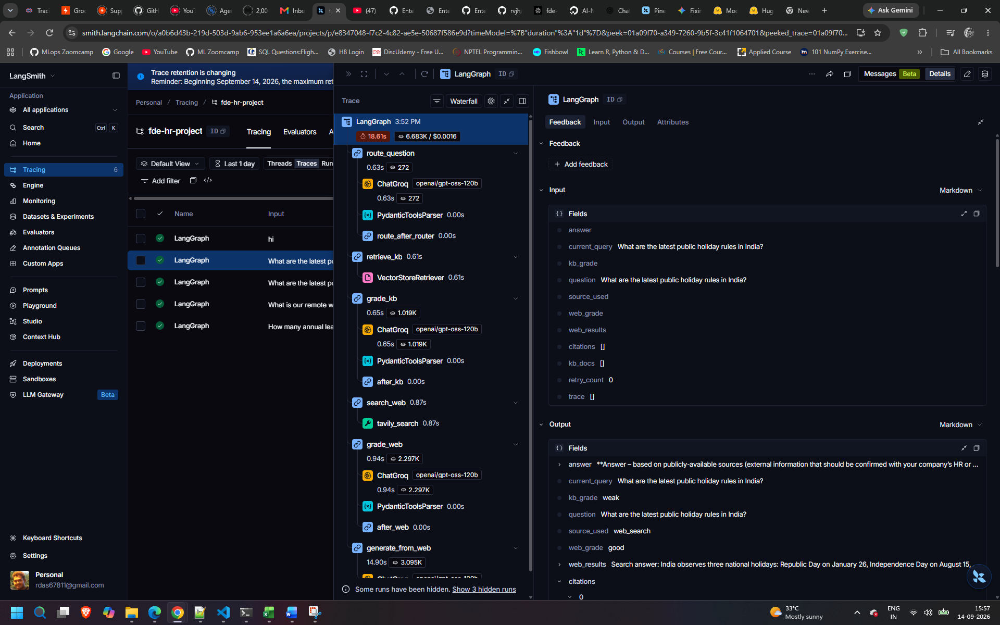 Traci
Groc
Supp
GitH
YouT
Age
2,00
Inbo
(47)
Ente
Ente
Ente
rvjh/
fde-
AI-N
Cha
Pine
Fixin
Moc
Hug
New
Ask Gemini
smith.langchain.com/o/a0b6d43b-219d-503d-9ab6-953ee1a6a6ea/projects/p/e8347048-f7c2-4c82-ae5e-50687f586e9d?timeModel=%7B"duration"%3A"1d"%7D&peek=01a09f70-a349-7260-9b5f-3c41f1064701&peeked_trace=01a09f70...
MLops Zoomcamp
Google
YouTube
ML Zoomcamp
SQL Questions:Fligh...
H8 Login
DiscUdemy - Free U...
NPTEL Programmin...
Fishbowl
Learn R, Python & D...
Courses | Free Cour...
Applied Course
101 NumPy Exercise...
All Bookmarks
LangSmith
Application
All applications
Search Ctrl K
Home
Tracing 6
Engine
Monitoring
Datasets & Experiments
Evaluators
Annotation Queues
Custom Apps
Prompts
Playground
Studio
Context Hub
Deployments
Sandboxes
LLM Gateway Beta
Keyboard Shortcuts
Settings
Personal
rdas67811@gmail.com
Trace retention is changing
Reminder: Beginning September 14, 2026, the maximum ret
Personal / Tracing / fde-hr-project
fde-hr-project ID Tracing Evaluators A
Default View Last 1 day Threads Traces Run
Add filter
Name Input
LangGraph hi
LangGraph What are the latest pu
LangGraph What are the latest pu
LangGraph What is our remote w
LangGraph How many annual lea
LangGraph ID
Messages Beta Details
Trace Waterfall
LangGraph 3:52 PM
18.61s 6.683K / $0.0016
route_question
0.63s 272
ChatGroq openai/gpt-oss-120b
0.63s 272
PydanticToolsParser 0.00s
route_after_router 0.00s
retrieve_kb 0.61s
VectorStoreRetriever 0.61s
grade_kb
0.65s 1.019K
ChatGroq openai/gpt-oss-120b
0.65s 1.019K
PydanticToolsParser 0.00s
after_kb 0.00s
search_web 0.87s
tavily_search 0.87s
grade_web
0.94s 2.297K
ChatGroq openai/gpt-oss-120b
0.94s 2.297K
PydanticToolsParser 0.00s
after_web 0.00s
generate_from_web
14.90s 3.095K
ChatGroq openai/gpt-oss-120b
Some runs have been hidden. Show 3 hidden runs
LangGraph ID
Feedback Input Output Attributes
Feedback
Add feedback
Input Markdown
Fields
answer
current_query What are the latest public holiday rules in India?
kb_grade
question What are the latest public holiday rules in India?
source_used
web_grade
web_results
citations []
kb_docs []
retry_count 0
trace []
Output Markdown
Fields
answer **Answer – based on publicly-available sources (external information that should be confirmed with your company's HR or ...
current_query What are the latest public holiday rules in India?
kb_grade weak
question What are the latest public holiday rules in India?
source_used web_search
web_grade good
web_results Search answer: India observes three national holidays: Republic Day on January 26, Independence Day on August 15,
citations
0
33°C
Mostly sunny
ENG
IN
15:57
14-09-2026